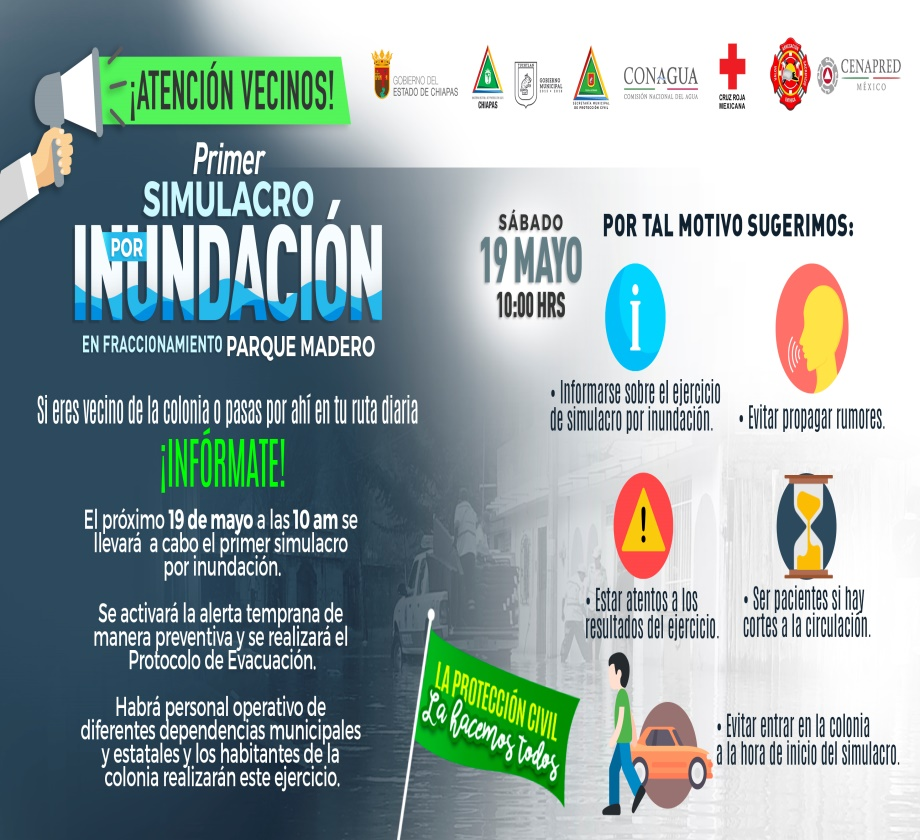 ¡ATENCIÓN VECINOS!
GOBIERNO DEL
ESTADO DE CHIAPAS
CHIAPAS
GOBIERNO
MUNICIPAL
SECRETARÍA MUNICIPAL
DE PROTECCIÓN CIVIL
CONAGUA
COMISIÓN NACIONAL DEL AGUA
CRUZ ROJA
MEXICANA
CENAPRED
MÉXICO
Primer
SIMULACRO
POR
INUNDACIÓN
EN FRACCIONAMIENTO PARQUE MADERO
Si eres vecino de la colonia o pasas por ahí en tu ruta diaria
¡INFÓRMATE!
El próximo 19 de mayo a las 10 am se
llevará a cabo el primer simulacro
por inundación.
Se activará la alerta temprana de
manera preventiva y se realizará el
Protocolo de Evacuación.
Habrá personal operativo de
diferentes dependencias municipales
y estatales y los habitantes de la
colonia realizarán este ejercicio.
SÁBADO
19 MAYO
10:00 HRS
POR TAL MOTIVO SUGERIMOS:
i
• Informarse sobre el ejercicio
de simulacro por inundación.
• Evitar propagar rumores.
!
• Estar atentos a los
resultados del ejercicio.
• Ser pacientes si hay
cortes a la circulación.
• Evitar entrar en la colonia
a la hora de inicio del simulacro.
LA PROTECCIÓN CIVIL
La hacemos todos